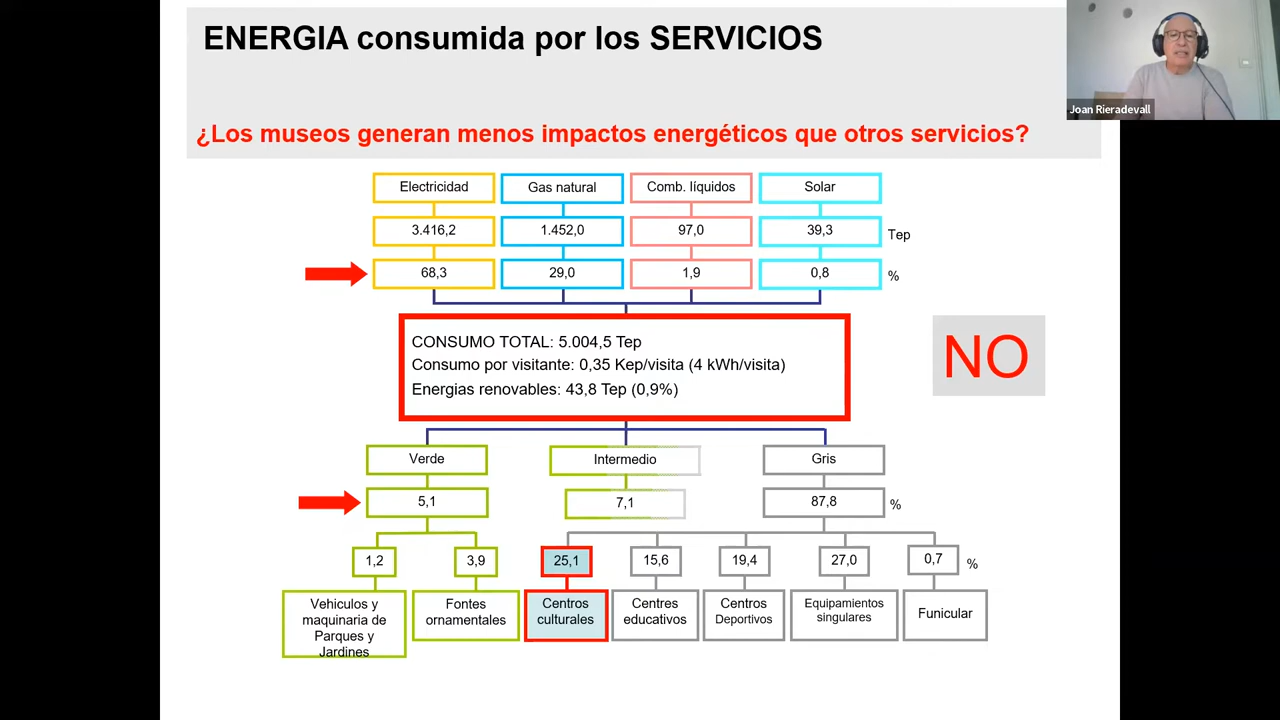 ENERGIA consumida por los SERVICIOS
Joan Rieradevall
¿Los museos generan menos impactos energéticos que otros servicios?
Electricidad
Gas natural
Comb. líquidos
Solar
3.416,2
1.452,0
97,0
39,3
Tep
68,3
29,0
1,9
0,8
%
CONSUMO TOTAL: 5.004,5 Tep
Consumo por visitante: 0,35 Kep/visita (4 kWh/visita)
Energias renovables: 43,8 Tep (0,9%)
NO
Verde
Intermedio
Gris
5,1
7,1
87,8
%
1,2
3,9
25,1
15,6
19,4
27,0
0,7
%
Vehiculos y
maquinaria de
Parques y
Jardines
Fontes
ornamentales
Centros
culturales
Centres
educativos
Centros
Deportivos
Equipamientos
singulares
Funicular